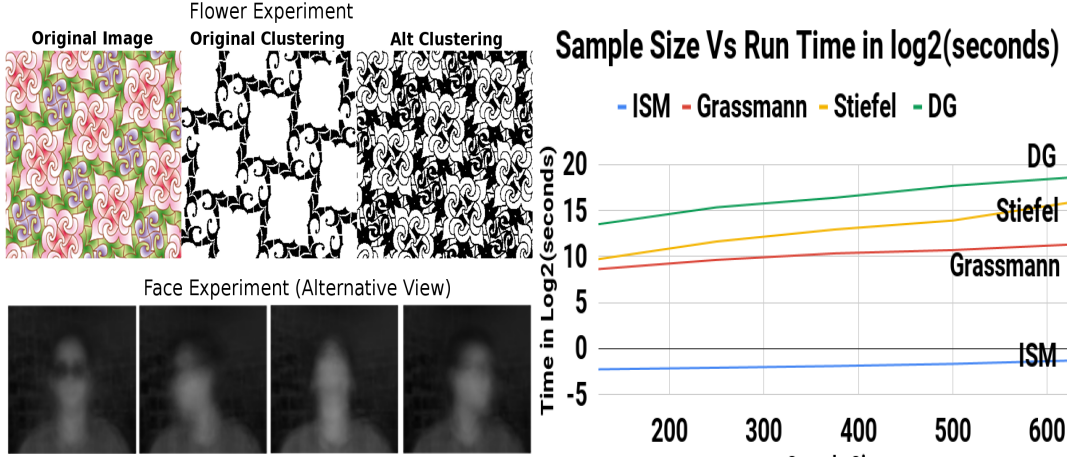 Flower Experiment
Original Image
Original Clustering
Alt Clustering
Face Experiment (Alternative View)
Sample Size Vs Run Time in log2(seconds)
ISM Grassmann Stiefel DG
Time in Log2(seconds)
20
15
10
5
0
-5
DG
Stiefel
Grassmann
ISM
200 300 400 500 600